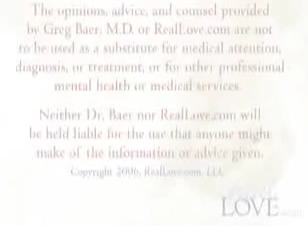 The opinions, advice, and counsel provided
by Greg Baer, M.D. or RealLove.com are not
to be used as a substitute for medical attention,
diagnosis, or treatment, or for other professional
mental health or medical services.
Neither Dr. Baer nor RealLove.com will
be held liable for the use that anyone might
make of the information or advice given.
Copyright 2006, RealLove.com, LLC
LOVE